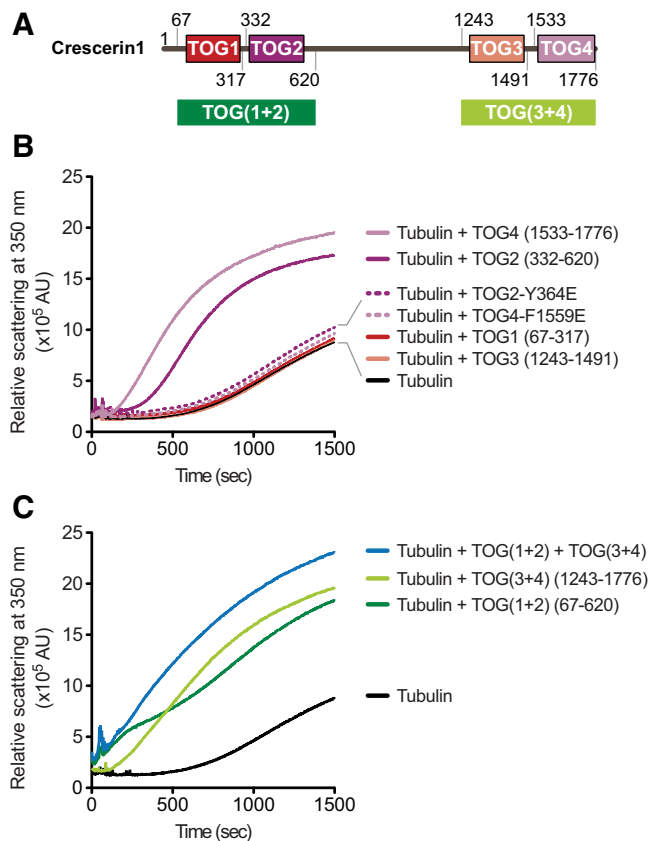 A
67 332 1243 1533
Crescerin1 1 TOG1 TOG2 TOG3 TOG4
317 620 1491 1776
TOG(1+2) TOG(3+4)
B
25
20
15
10
5
0
0 500 1000 1500
Time (sec)
Relative scattering at 350 nm
(x10⁵ AU)
Tubulin + TOG4 (1533-1776)
Tubulin + TOG2 (332-620)
Tubulin + TOG2-Y364E
Tubulin + TOG4-F1559E
Tubulin + TOG1 (67-317)
Tubulin + TOG3 (1243-1491)
Tubulin
C
25
20
15
10
5
0
0 500 1000 1500
Time (sec)
Relative scattering at 350 nm
(x10⁵ AU)
Tubulin + TOG(1+2) + TOG(3+4)
Tubulin + TOG(3+4) (1243-1776)
Tubulin + TOG(1+2) (67-620)
Tubulin